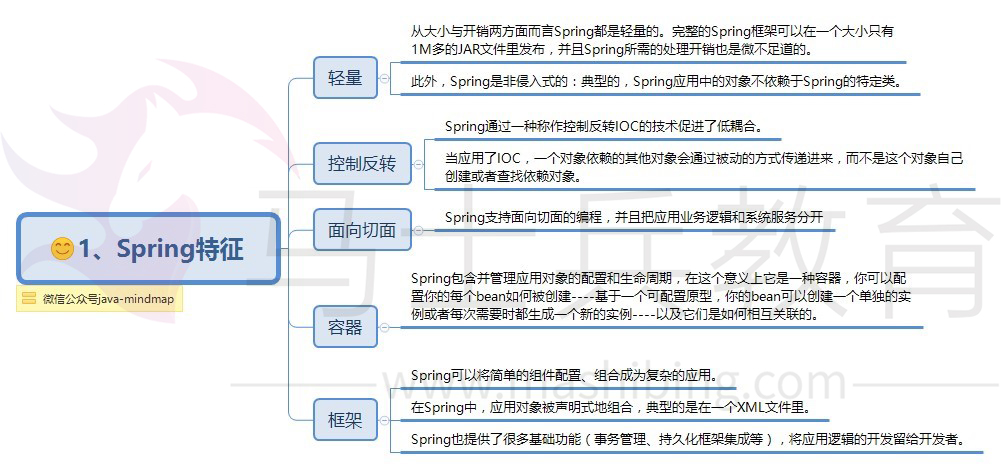 从大小与开销两方面而言Spring都是轻量的。完整的Spring框架可以在一个大小只有
1M多的JAR文件里发布，并且Spring所需的处理开销也是微不足道的。
轻量
此外，Spring是非侵入式的：典型的，Spring应用中的对象不依赖于Spring的特定类。
Spring通过一种称作控制反转IOC的技术促进了低耦合。
控制反转
当应用了IOC，一个对象依赖的其他对象会通过被动的方式传递进来，而不是这个对象自己
创建或者查找依赖对象。
面向切面
Spring支持面向切面的编程，并且把应用业务逻辑和系统服务分开
1、Spring特征
微信公众号java-mindmap
Spring包含并管理应用对象的配置和生命周期，在这个意义上它是一种容器，你可以配
置你的每个bean如何被创建----基于一个可配置原型，你的bean可以创建一个单独的实
例或者每次需要时都生成一个新的实例----以及它们是如何相互关联的。
容器
Spring可以将简单的组件配置、组合成为复杂的应用。
框架
在Spring中，应用对象被声明式地组合，典型的是在一个XML文件里。
Spring也提供了很多基础功能（事务管理、持久化框架集成等），将应用逻辑的开发留给开发者。
马士兵教育
www.mashibing.com